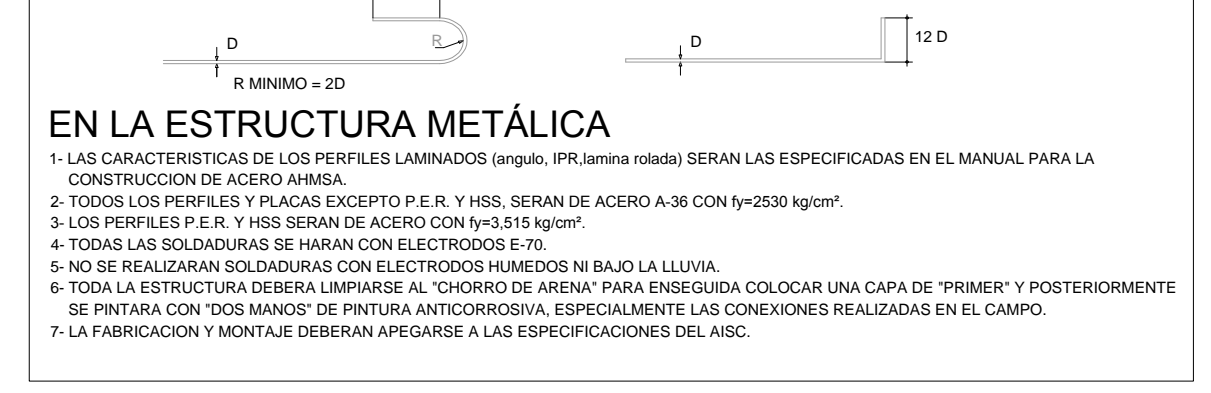 D
R
R MINIMO = 2D
D
12 D
EN LA ESTRUCTURA METÁLICA
1- LAS CARACTERISTICAS DE LOS PERFILES LAMINADOS (angulo, IPR,lamina rolada) SERAN LAS ESPECIFICADAS EN EL MANUAL PARA LA
CONSTRUCCION DE ACERO AHMSA.
2- TODOS LOS PERFILES Y PLACAS EXCEPTO P.E.R. Y HSS, SERAN DE ACERO A-36 CON fy=2530 kg/cm².
3- LOS PERFILES P.E.R. Y HSS SERAN DE ACERO CON fy=3,515 kg/cm².
4- TODAS LAS SOLDADURAS SE HARAN CON ELECTRODOS E-70.
5- NO SE REALIZARAN SOLDADURAS CON ELECTRODOS HUMEDOS NI BAJO LA LLUVIA.
6- TODA LA ESTRUCTURA DEBERA LIMPIARSE AL "CHORRO DE ARENA" PARA ENSEGUIDA COLOCAR UNA CAPA DE "PRIMER" Y POSTERIORMENTE
SE PINTARA CON "DOS MANOS" DE PINTURA ANTICORROSIVA, ESPECIALMENTE LAS CONEXIONES REALIZADAS EN EL CAMPO.
7- LA FABRICACION Y MONTAJE DEBERAN APEGARSE A LAS ESPECIFICACIONES DEL AISC.